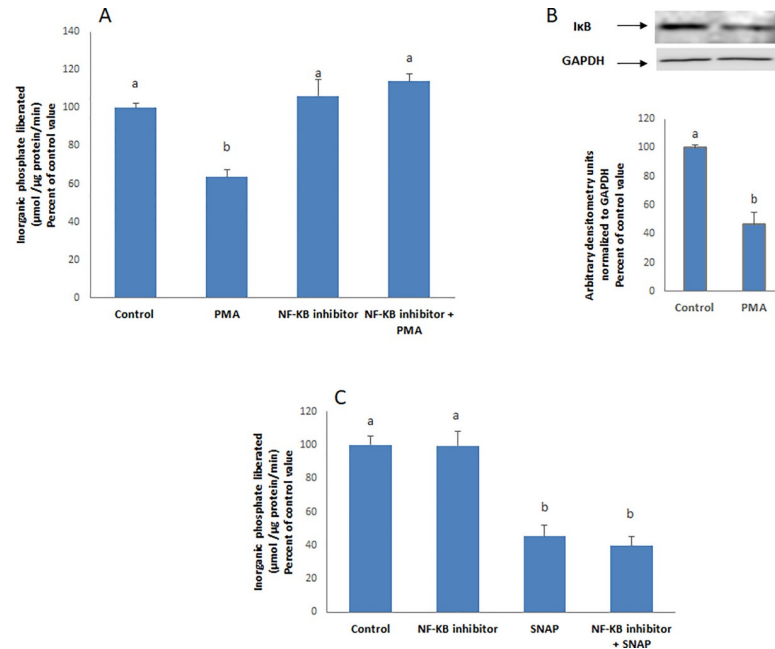 A
Inorganic phosphate liberated
(µmol /µg protein/min)
Percent of control value
140
120
100
80
60
40
20
0
a
b
a
a
Control
PMA
NF-KB inhibitor
NF-KB inhibitor +
PMA
B
IκB
GAPDH
Arbitrary densitometry units
normalized to GAPDH
Percent of control value
120
100
80
60
40
20
0
a
b
Control
PMA
C
Inorganic phosphate liberated
(µmol /µg protein/min)
Percent of control value
120
100
80
60
40
20
0
a
a
b
b
Control
NF-KB inhibitor
SNAP
NF-KB inhibitor
+ SNAP